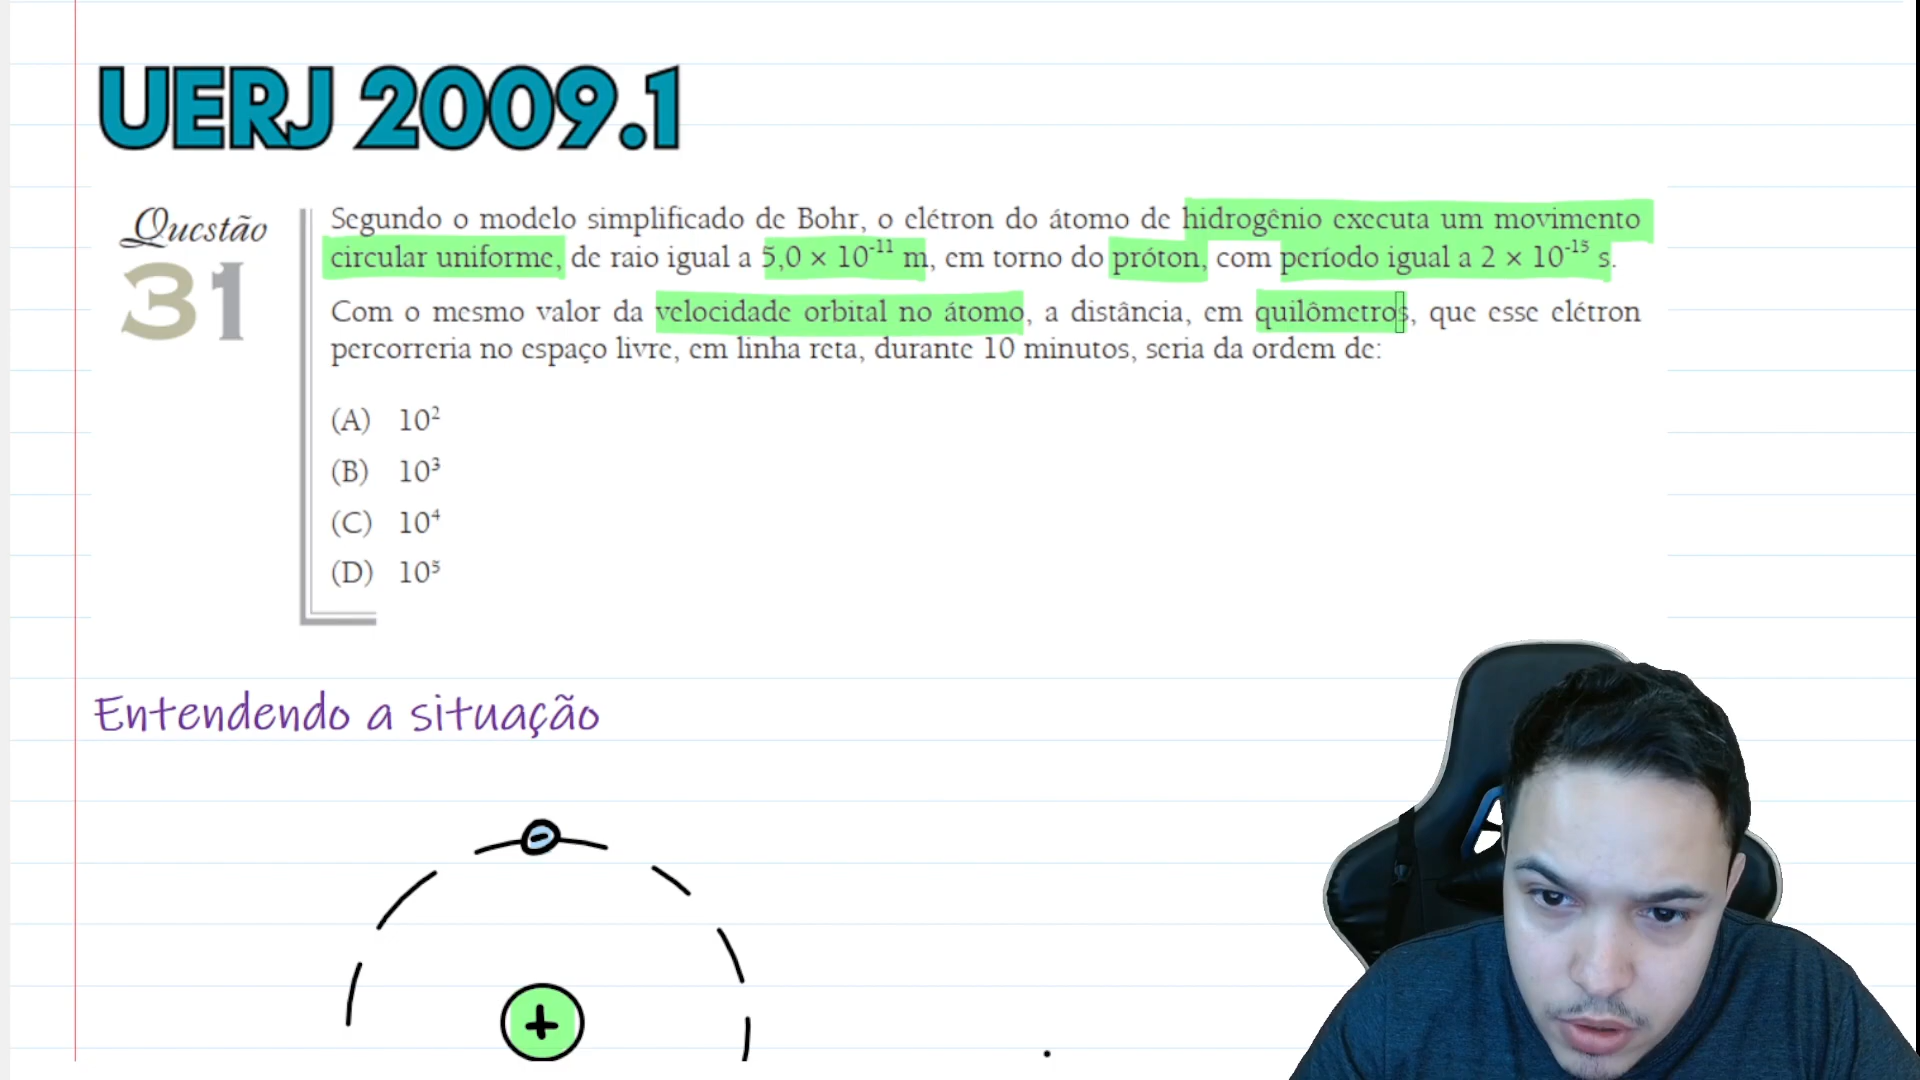 UERJ 2009.1
Questão
31
Segundo o modelo simplificado de Bohr, o elétron do átomo de hidrogênio executa um movimento
circular uniforme, de raio igual a 5,0 × 10⁻¹¹ m, em torno do próton, com período igual a 2 × 10⁻¹⁵ s.
Com o mesmo valor da velocidade orbital no átomo, a distância, em quilômetros, que esse elétron
percorreria no espaço livre, em linha reta, durante 10 minutos, seria da ordem de:
(A) 10²
(B) 10³
(C) 10⁴
(D) 10⁵
Entendendo a situação
-
+